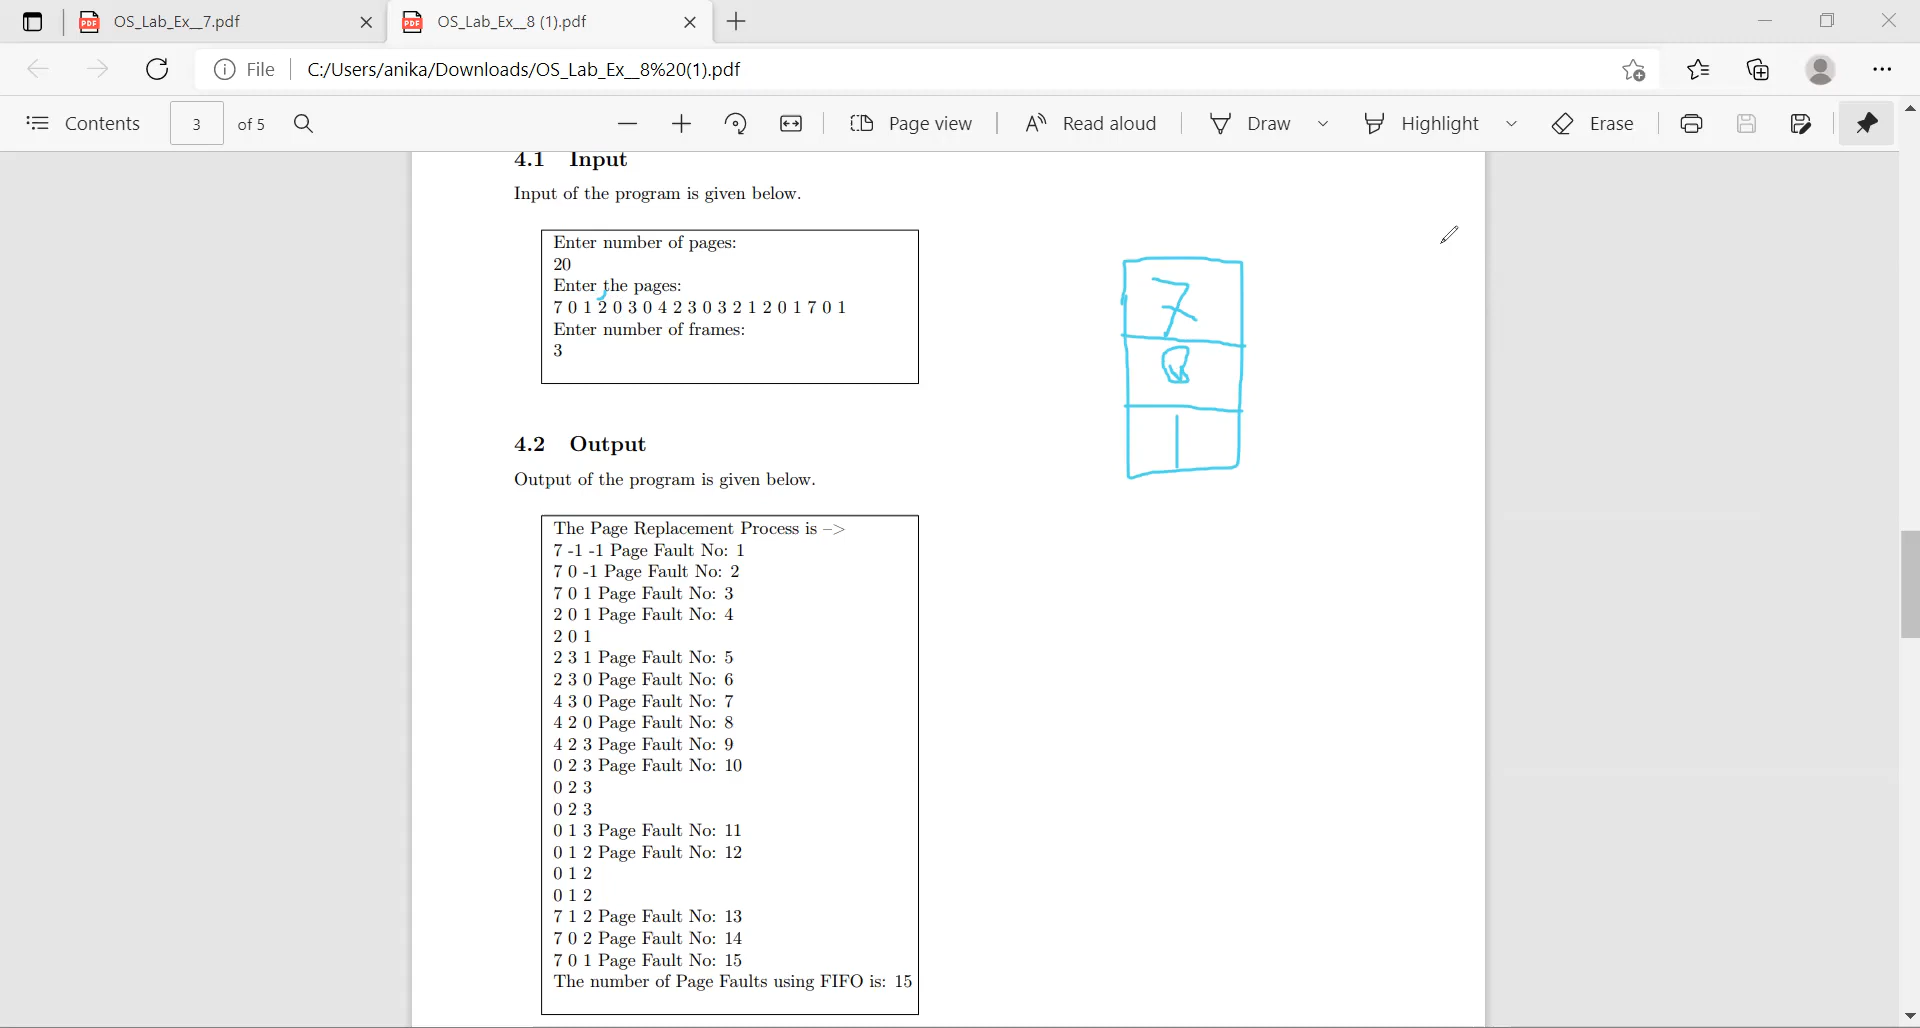 OS_Lab_Ex__7.pdf
OS_Lab_Ex__8 (1).pdf
File
C:/Users/anika/Downloads/OS_Lab_Ex__8%20(1).pdf
Contents
3
of 5
Page view
Read aloud
Draw
Highlight
Erase
4.1 Input
Input of the program is given below.
Enter number of pages:
20
Enter the pages:
7 0 1 2 0 3 0 4 2 3 0 3 2 1 2 0 1 7 0 1
Enter number of frames:
3
7
0
1
4.2 Output
Output of the program is given below.
The Page Replacement Process is –>
7 -1 -1 Page Fault No: 1
7 0 -1 Page Fault No: 2
7 0 1 Page Fault No: 3
2 0 1 Page Fault No: 4
2 0 1
2 3 1 Page Fault No: 5
2 3 0 Page Fault No: 6
4 3 0 Page Fault No: 7
4 2 0 Page Fault No: 8
4 2 3 Page Fault No: 9
0 2 3 Page Fault No: 10
0 2 3
0 2 3
0 1 3 Page Fault No: 11
0 1 2 Page Fault No: 12
0 1 2
0 1 2
7 1 2 Page Fault No: 13
7 0 2 Page Fault No: 14
7 0 1 Page Fault No: 15
The number of Page Faults using FIFO is: 15